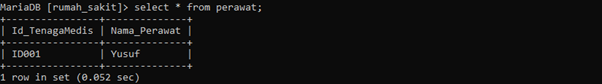 MariaDB [rumah_sakit]> select * from perawat;
+----------------+--------------+
| Id_TenagaMedis | Nama_Perawat |
+----------------+--------------+
| ID001          | Yusuf        |
+----------------+--------------+
1 row in set (0.052 sec)